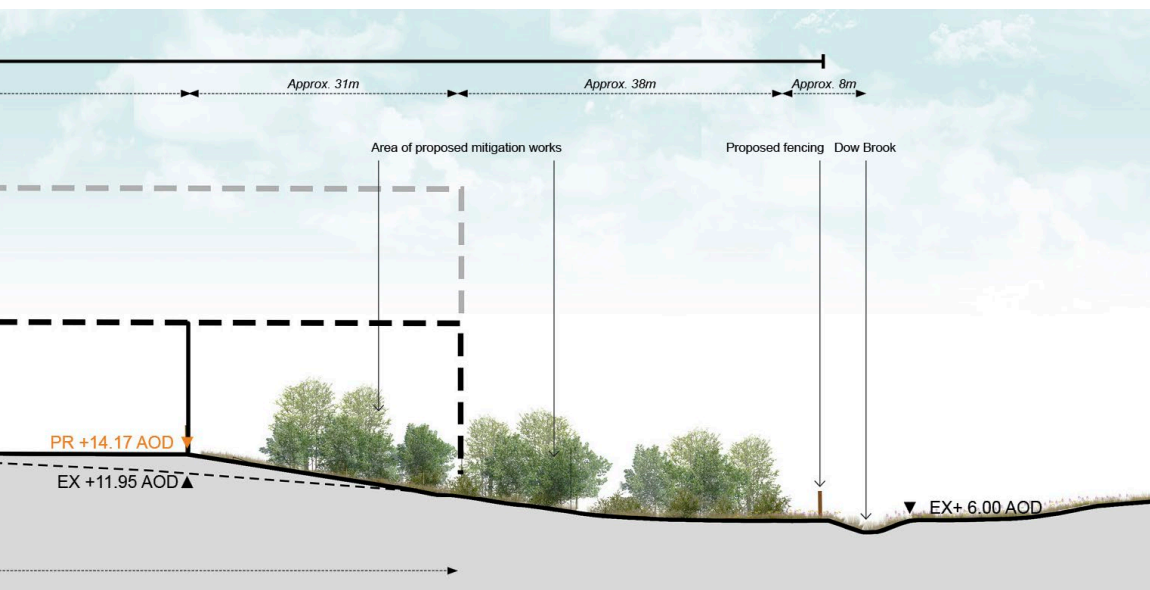 Approx. 31m
Approx. 38m
Approx. 8m
Area of proposed mitigation works
Proposed fencing
Dow Brook
PR +14.17 AOD
EX +11.95 AOD
EX+ 6.00 AOD